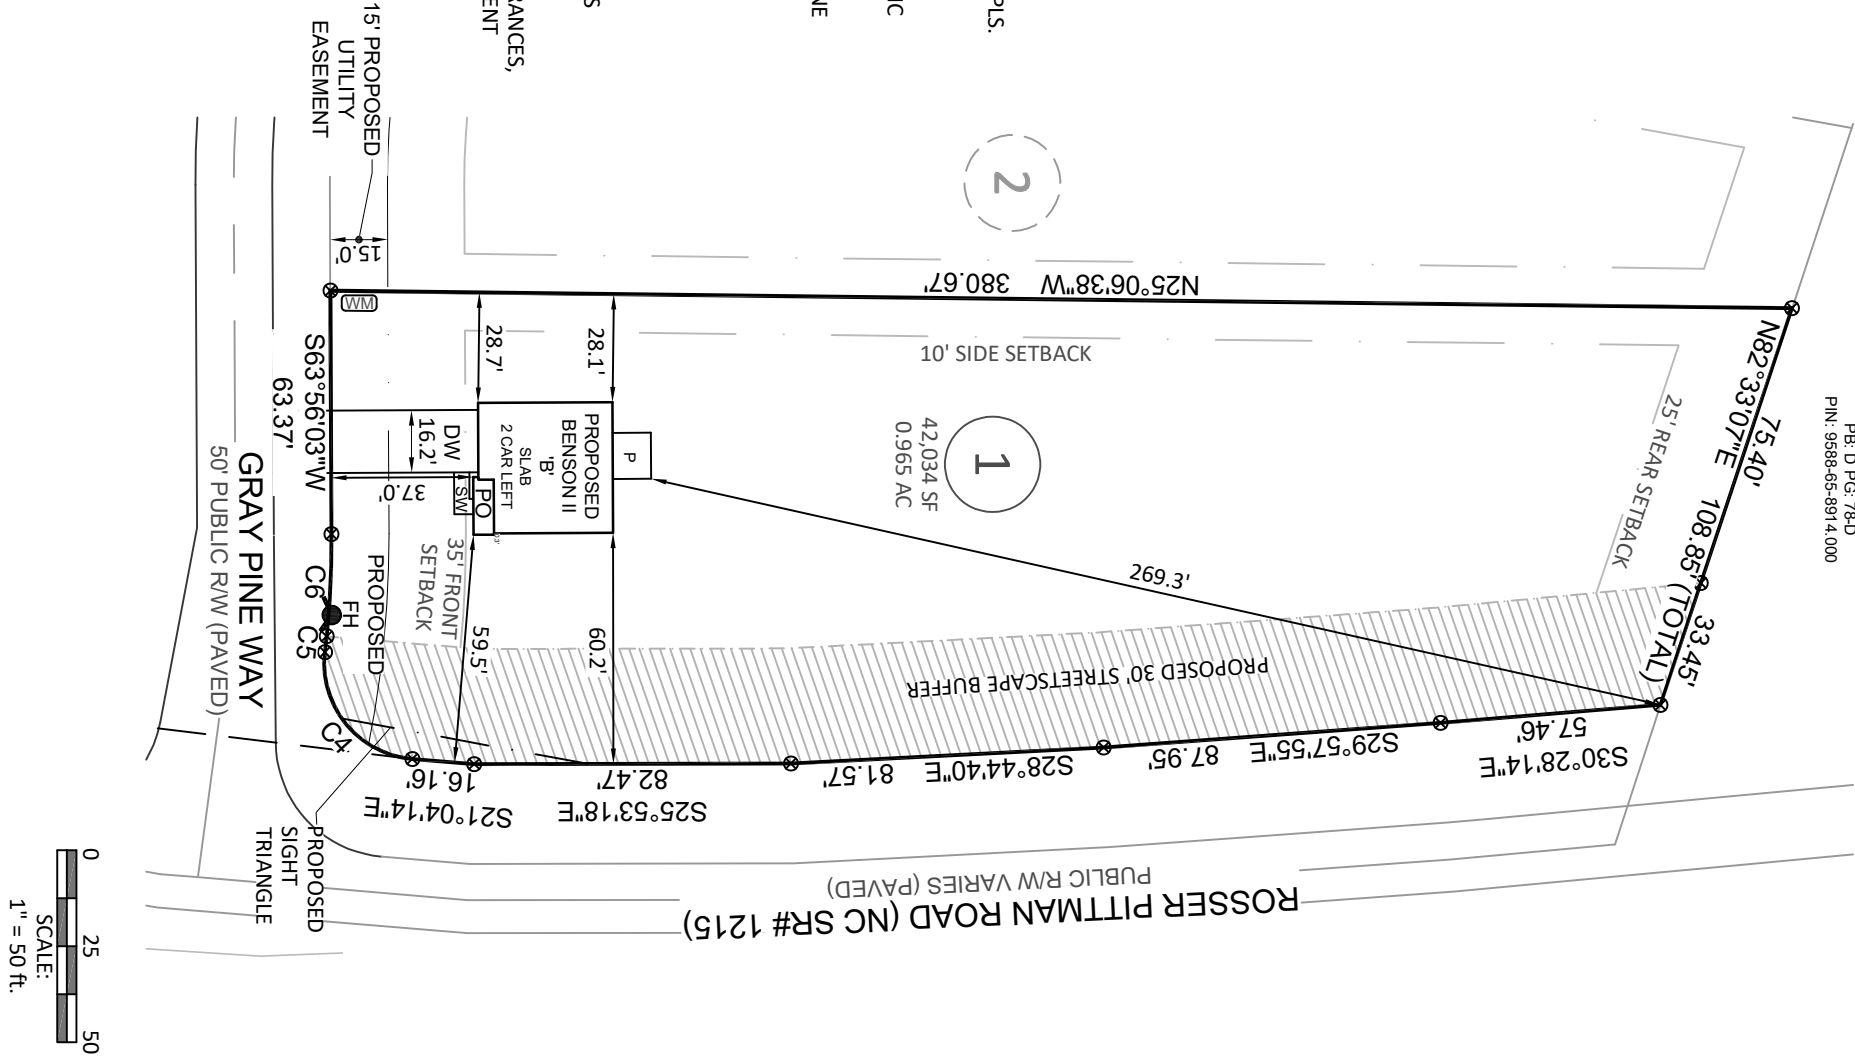 PLS.
IC
NE
S
RANCES,
ENT
15' PROPOSED
UTILITY
EASEMENT
15.0'
WM
2
N25°06'38"W 380.67'
10' SIDE SETBACK
25' REAR SETBACK
N82°33'07"E
75.40'
108.85' (TOTAL)
33.45'
PB: D PG: 78-D
PIN: 9588-65-8914.000
1
42,034 SF
0.965 AC
28.7'
28.1'
PROPOSED
BENSON II
'B'
SLAB
2 CAR LEFT
P
PO
SW
DW
16.2'
37.0'
S63°56'03"W
63.37'
GRAY PINE WAY
50' PUBLIC R/W (PAVED)
35' FRONT
SETBACK
PROPOSED
FH
C6
C5
C4
59.5'
60.2'
269.3'
PROPOSED 30' STREETSCAPE BUFFER
S30°28'14"E
57.46'
S29°57'55"E 87.95'
S28°44'40"E 81.57'
S25°53'18"E
82.47'
S21°04'14"E
16.16'
PROPOSED
SIGHT
TRIANGLE
PUBLIC R/W VARIES (PAVED)
ROSSER PITTMAN ROAD (NC SR# 1215)
0 25 50
SCALE:
1" = 50 ft.